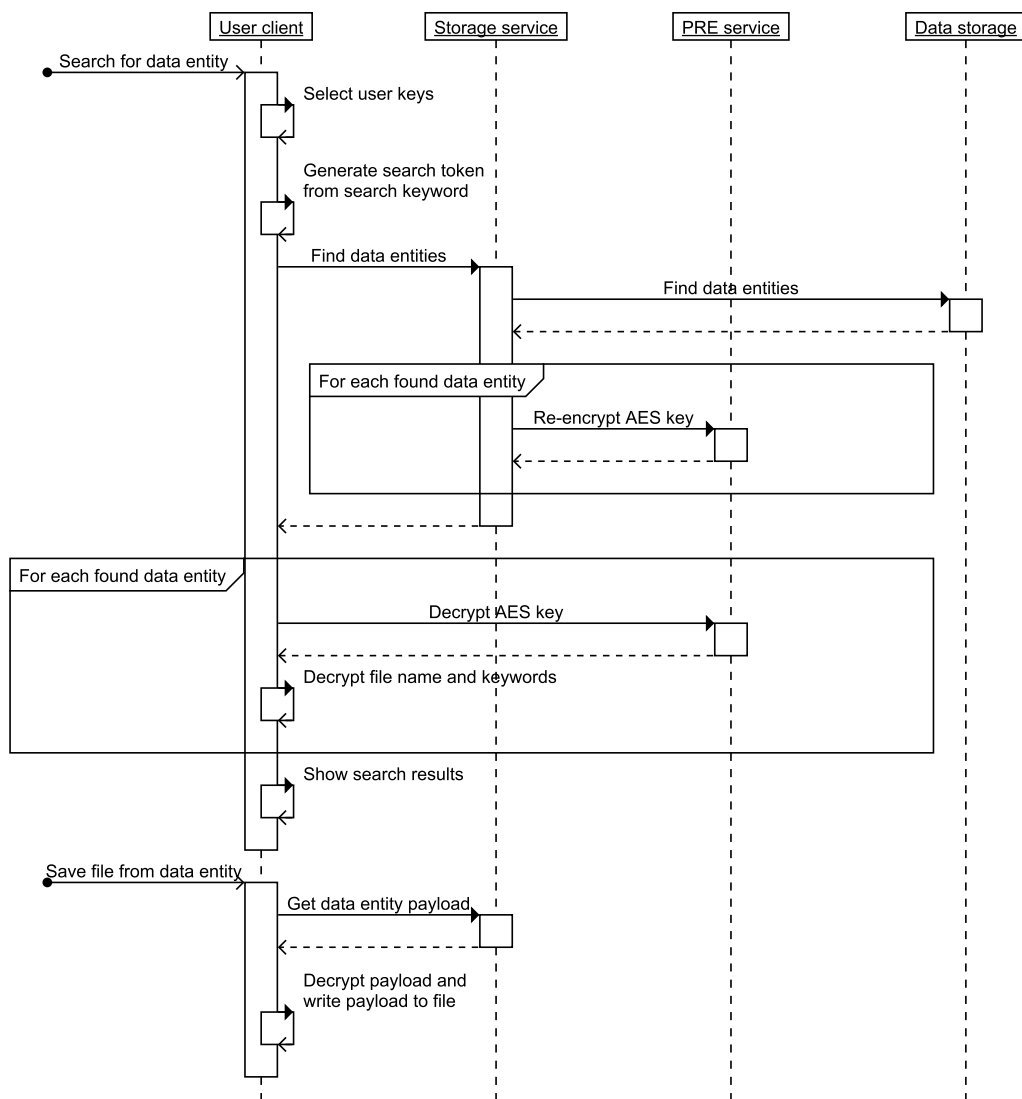 User client
Storage service
PRE service
Data storage
Search for data entity
Select user keys
Generate search token
from search keyword
Find data entities
Find data entities
For each found data entity
Re-encrypt AES key
For each found data entity
Decrypt AES key
Decrypt file name and keywords
Show search results
Save file from data entity
Get data entity payload
Decrypt payload and
write payload to file